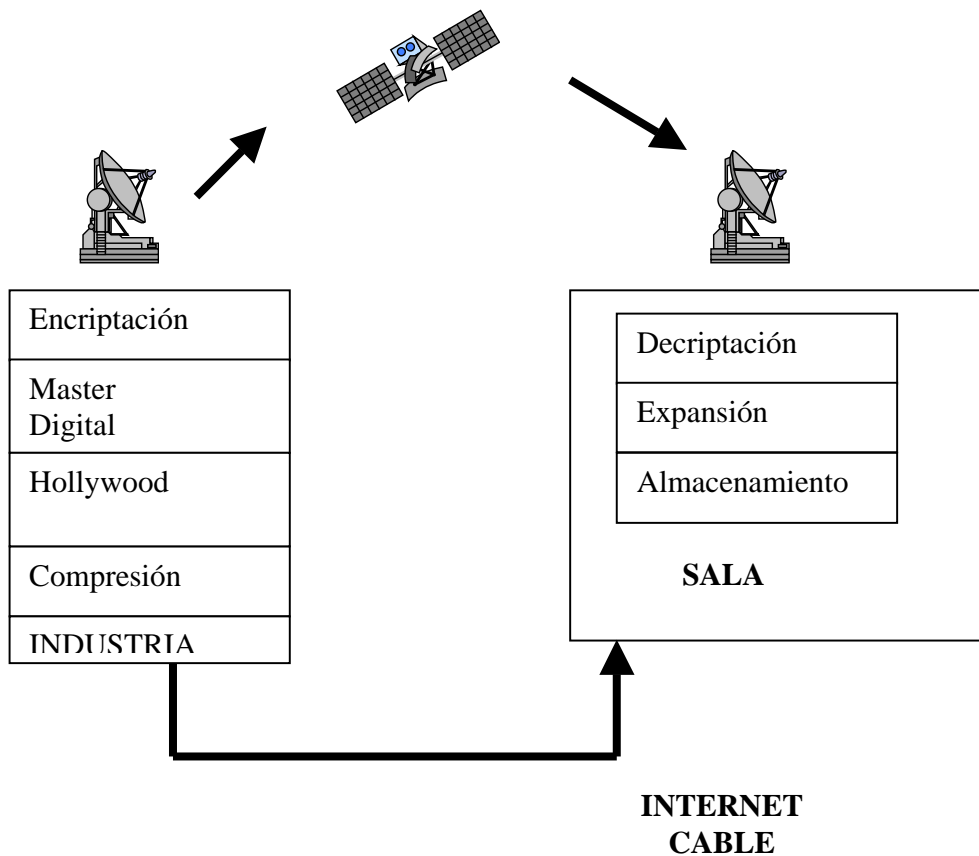 Encriptación
Master
Digital
Hollywood
Compresión
INDUSTRIA
Decriptación
Expansión
Almacenamiento
SALA
INTERNET
CABLE